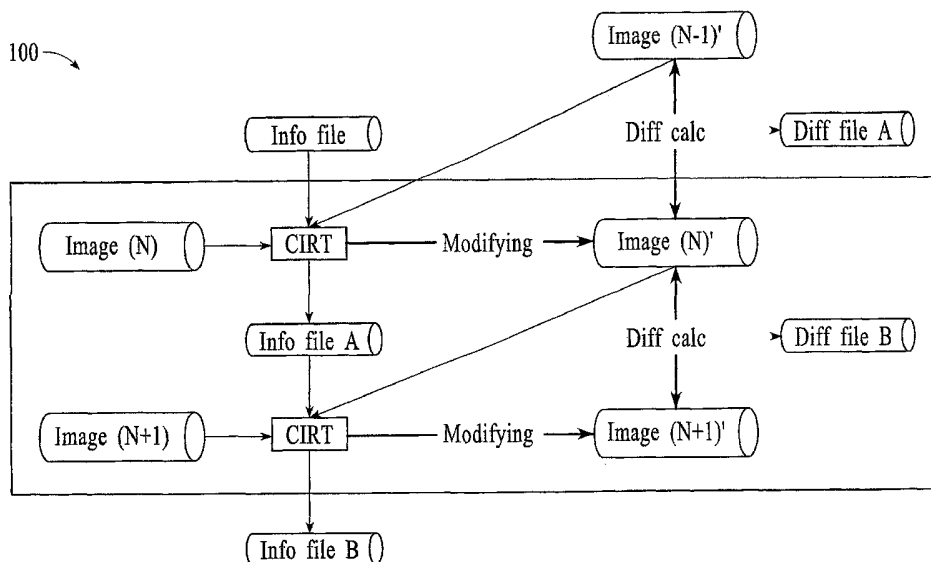 Image (N-1)'
100
Info file
Diff calc
Diff file A
Image (N)
CIRT
Modifying
Image (N)'
Info file A
Diff calc
Diff file B
Image (N+1)
CIRT
Modifying
Image (N+1)'
Info file B